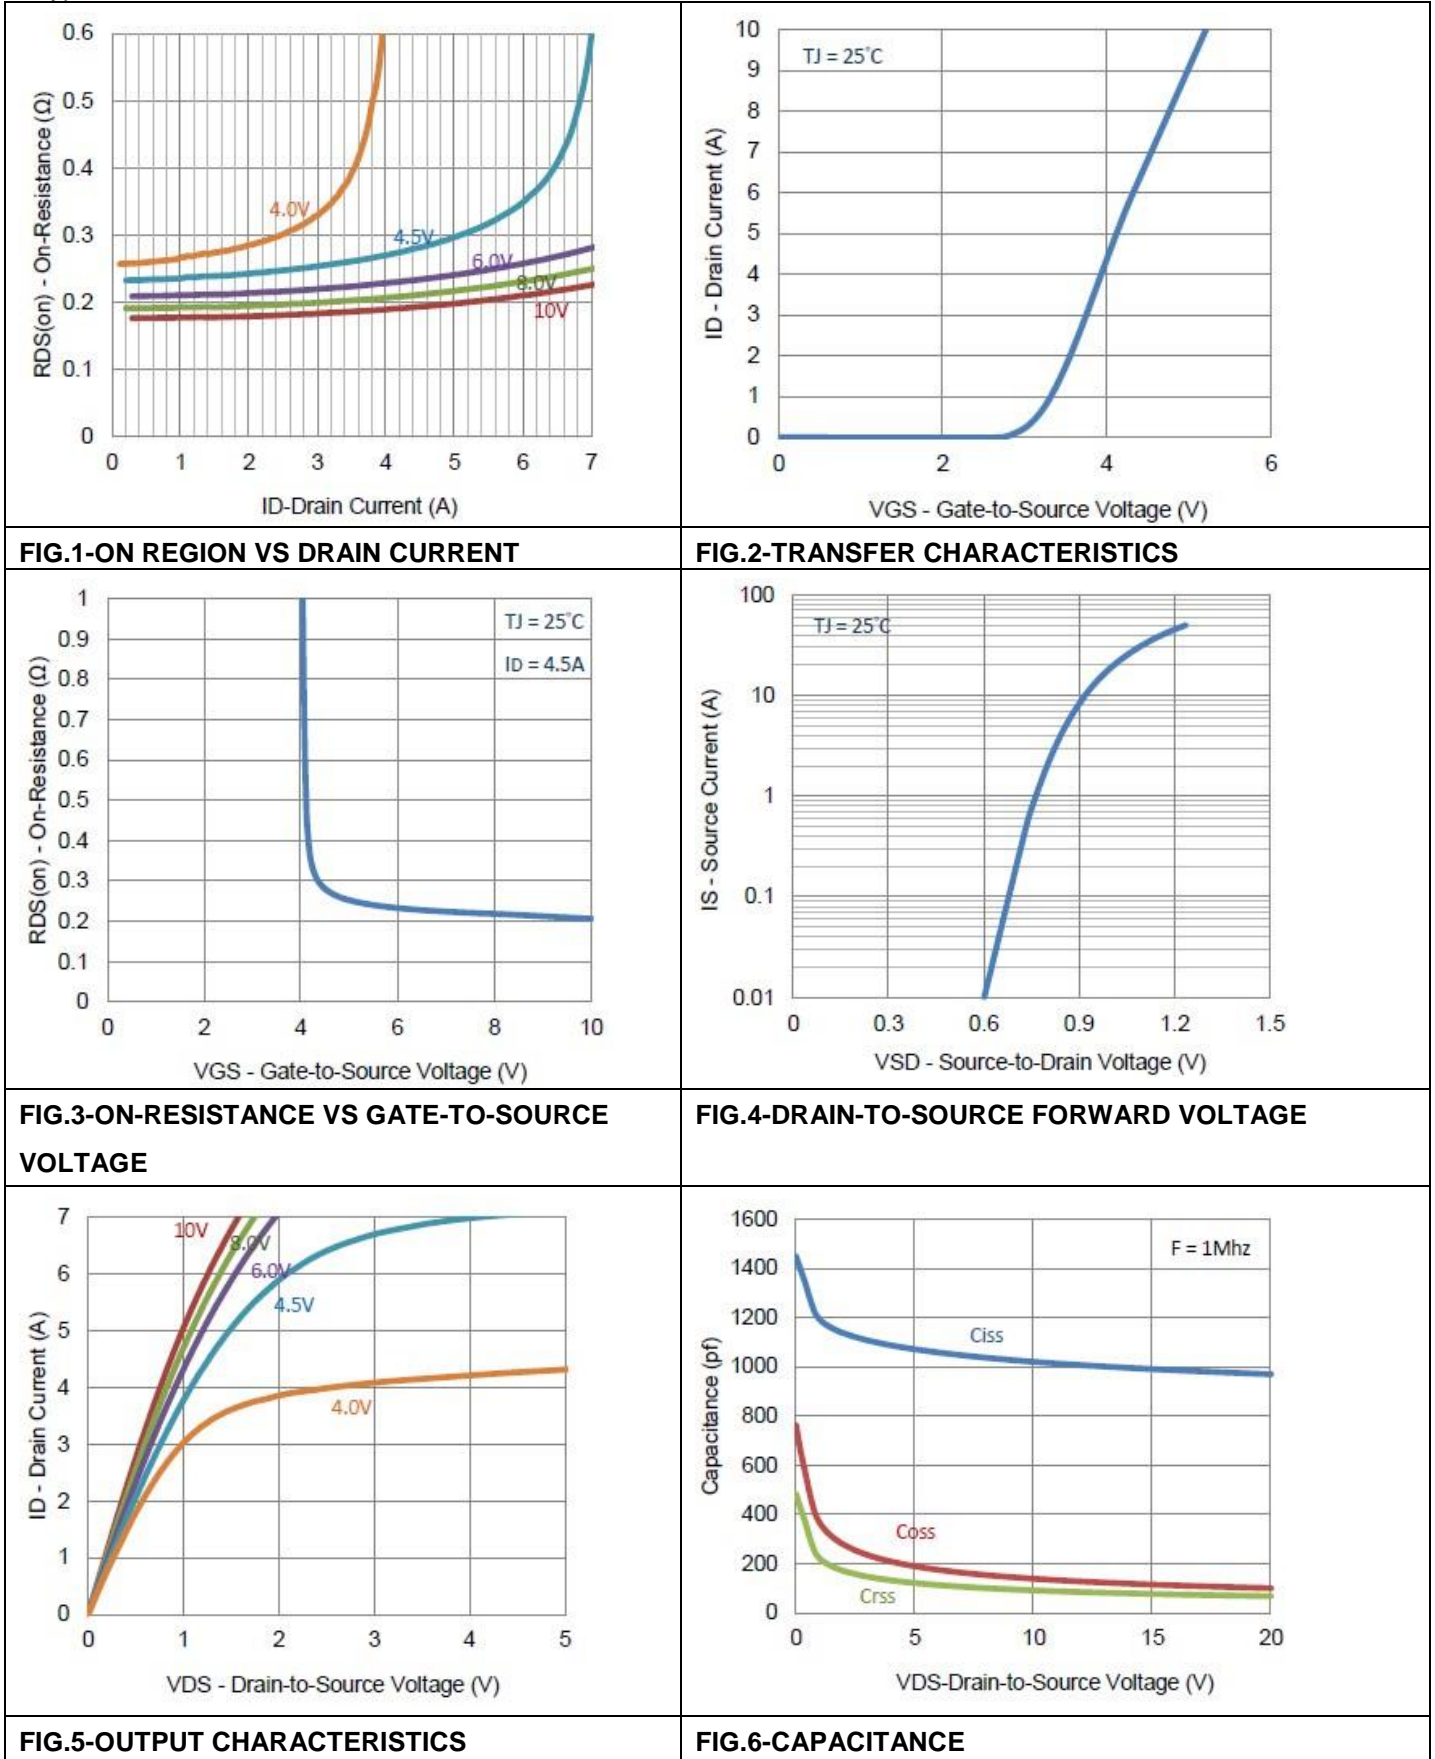 0.6
0.5
0.4
0.3
0.2
0.1
0
0 1 2 3 4 5 6 7
RDS(on) - On-Resistance (Ω)
4.0V
4.5V
6.0V
8.0V
10V
ID-Drain Current (A)
FIG.1-ON REGION VS DRAIN CURRENT
10
9
8
7
6
5
4
3
2
1
0
0 2 4 6
ID - Drain Current (A)
TJ = 25°C
VGS - Gate-to-Source Voltage (V)
FIG.2-TRANSFER CHARACTERISTICS
1
0.9
0.8
0.7
0.6
0.5
0.4
0.3
0.2
0.1
0
0 2 4 6 8 10
RDS(on) - On-Resistance (Ω)
TJ = 25°C
ID = 4.5A
VGS - Gate-to-Source Voltage (V)
FIG.3-ON-RESISTANCE VS GATE-TO-SOURCE
VOLTAGE
100
10
1
0.1
0.01
0 0.3 0.6 0.9 1.2 1.5
IS - Source Current (A)
TJ = 25°C
VSD - Source-to-Drain Voltage (V)
FIG.4-DRAIN-TO-SOURCE FORWARD VOLTAGE
7
6
5
4
3
2
1
0
0 1 2 3 4 5
ID - Drain Current (A)
10V
8.0V
6.0V
4.5V
4.0V
VDS - Drain-to-Source Voltage (V)
FIG.5-OUTPUT CHARACTERISTICS
1600
1400
1200
1000
800
600
400
200
0
0 5 10 15 20
Capacitance (pf)
F = 1Mhz
Ciss
Coss
Crss
VDS-Drain-to-Source Voltage (V)
FIG.6-CAPACITANCE